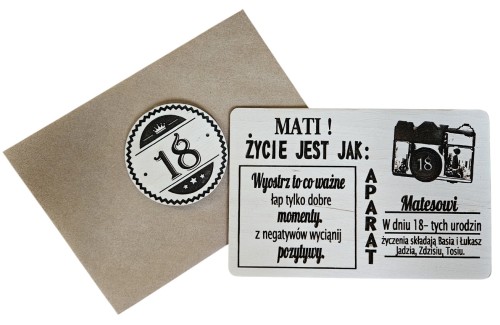 18
MATI !
ŻYCIE JEST JAK:
Wyostrz to co ważne
łap tylko dobre
momenty,
z negatywów wyciąnij
pozytywy.
APARAT
18
Matesowi
W dniu 18- tych urodzin
życzenia składają Basia i Łukasz
Jadzia, Zdzisiu, Tosiu.